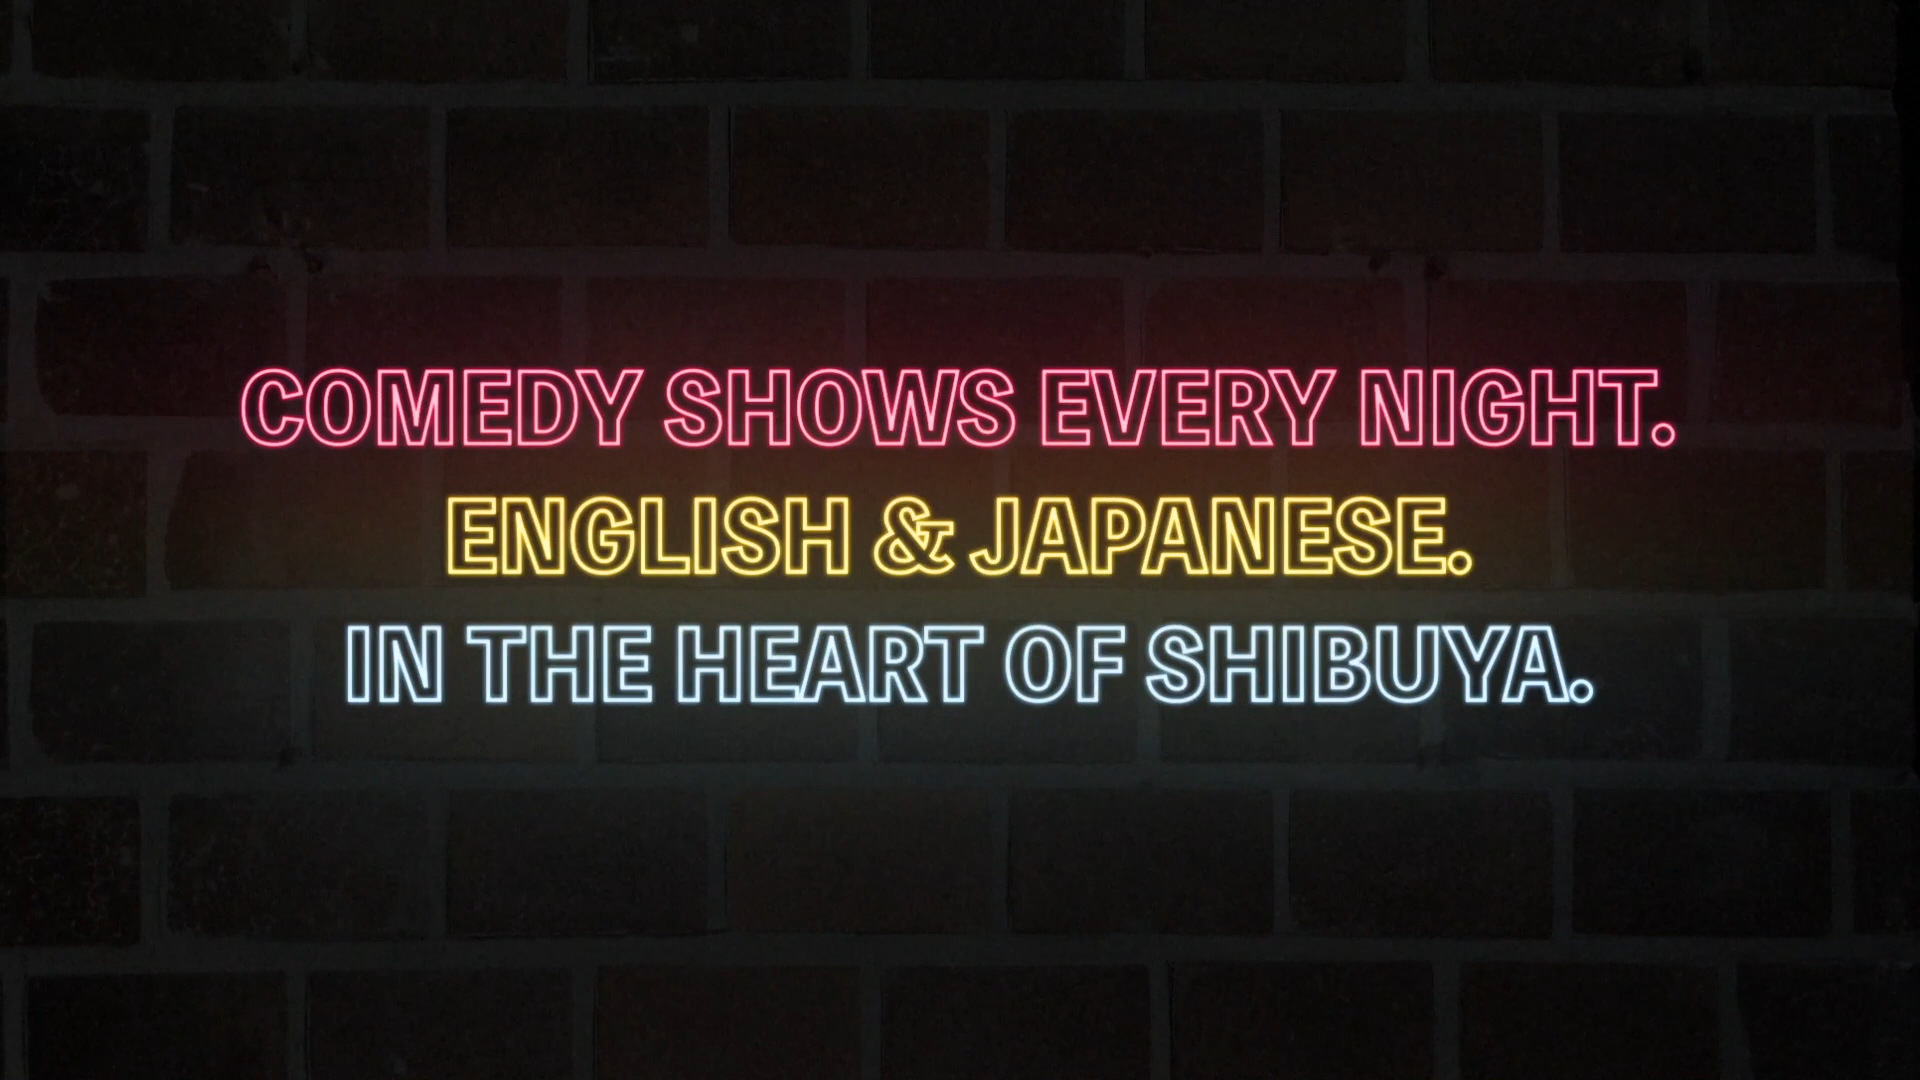 COMEDY SHOWS EVERY NIGHT.
ENGLISH & JAPANESE.
IN THE HEART OF SHIBUYA.